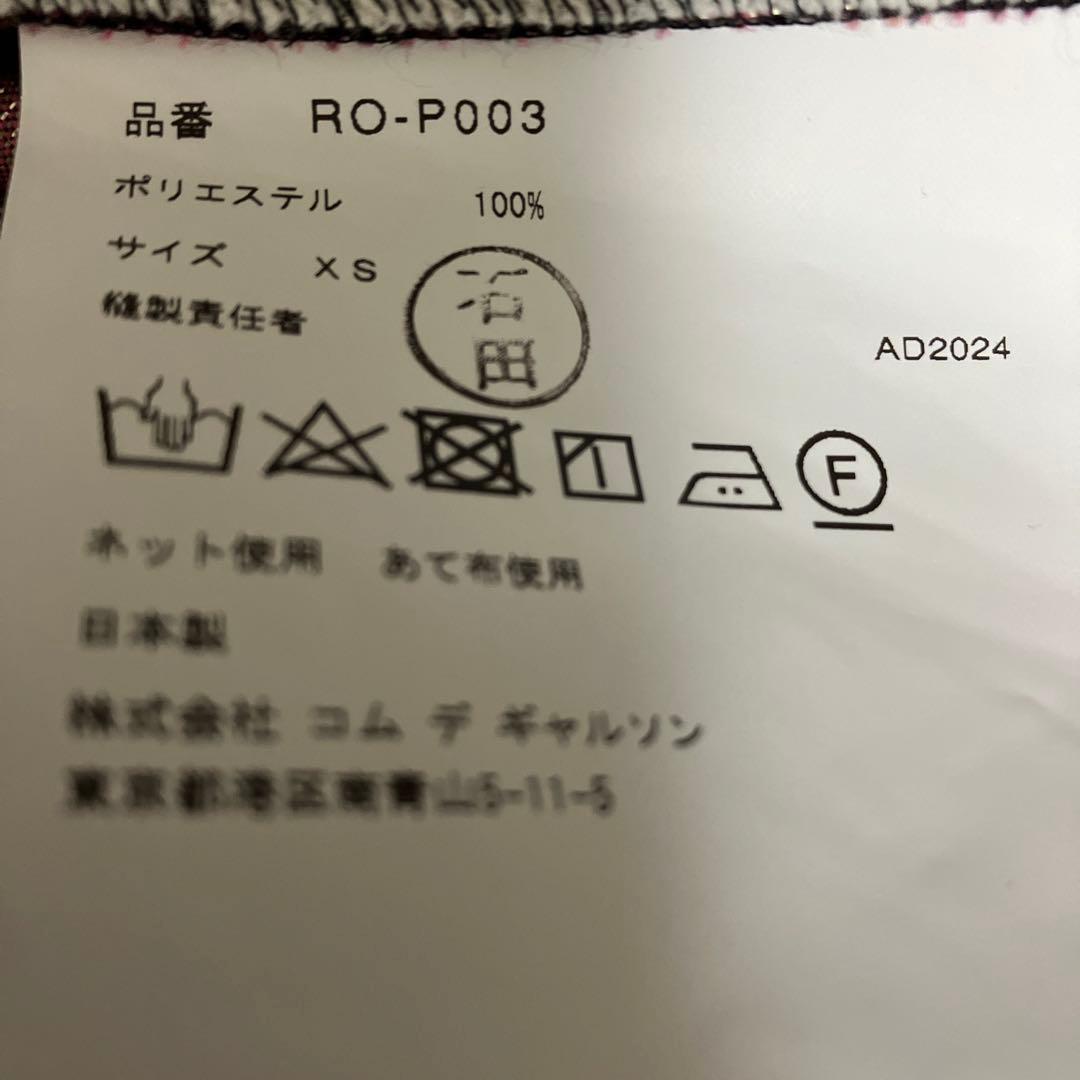 品番 RO-P003
ポリエステル 100%
サイズ XS
縫製責任者 岩田
AD2024
F
ネット使用 あて布使用
日本製
株式会社 コム デ ギャルソン
東京都港区南青山5-11-5